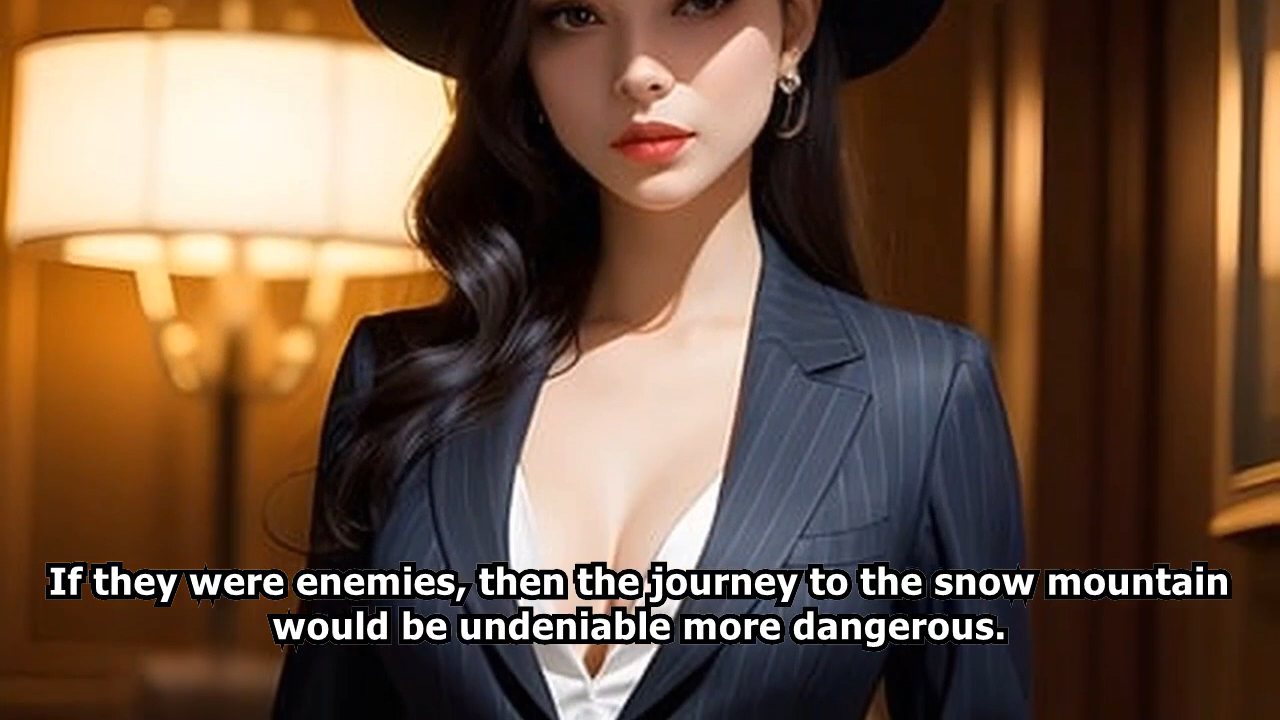 If they were enemies, then the journey to the snow mountain
would be undeniable more dangerous.